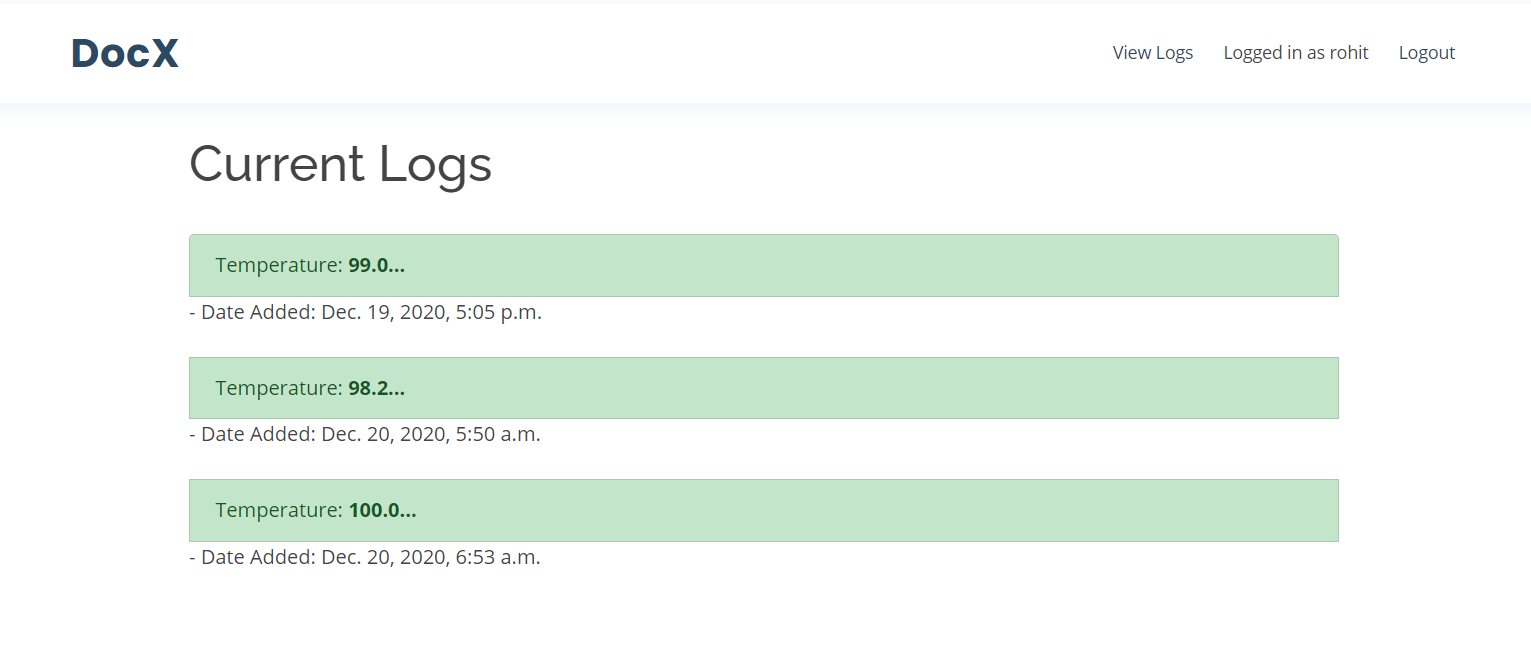 DocX
View Logs Logged in as rohit Logout
Current Logs
Temperature: 99.0...
- Date Added: Dec. 19, 2020, 5:05 p.m.
Temperature: 98.2...
- Date Added: Dec. 20, 2020, 5:50 a.m.
Temperature: 100.0...
- Date Added: Dec. 20, 2020, 6:53 a.m.